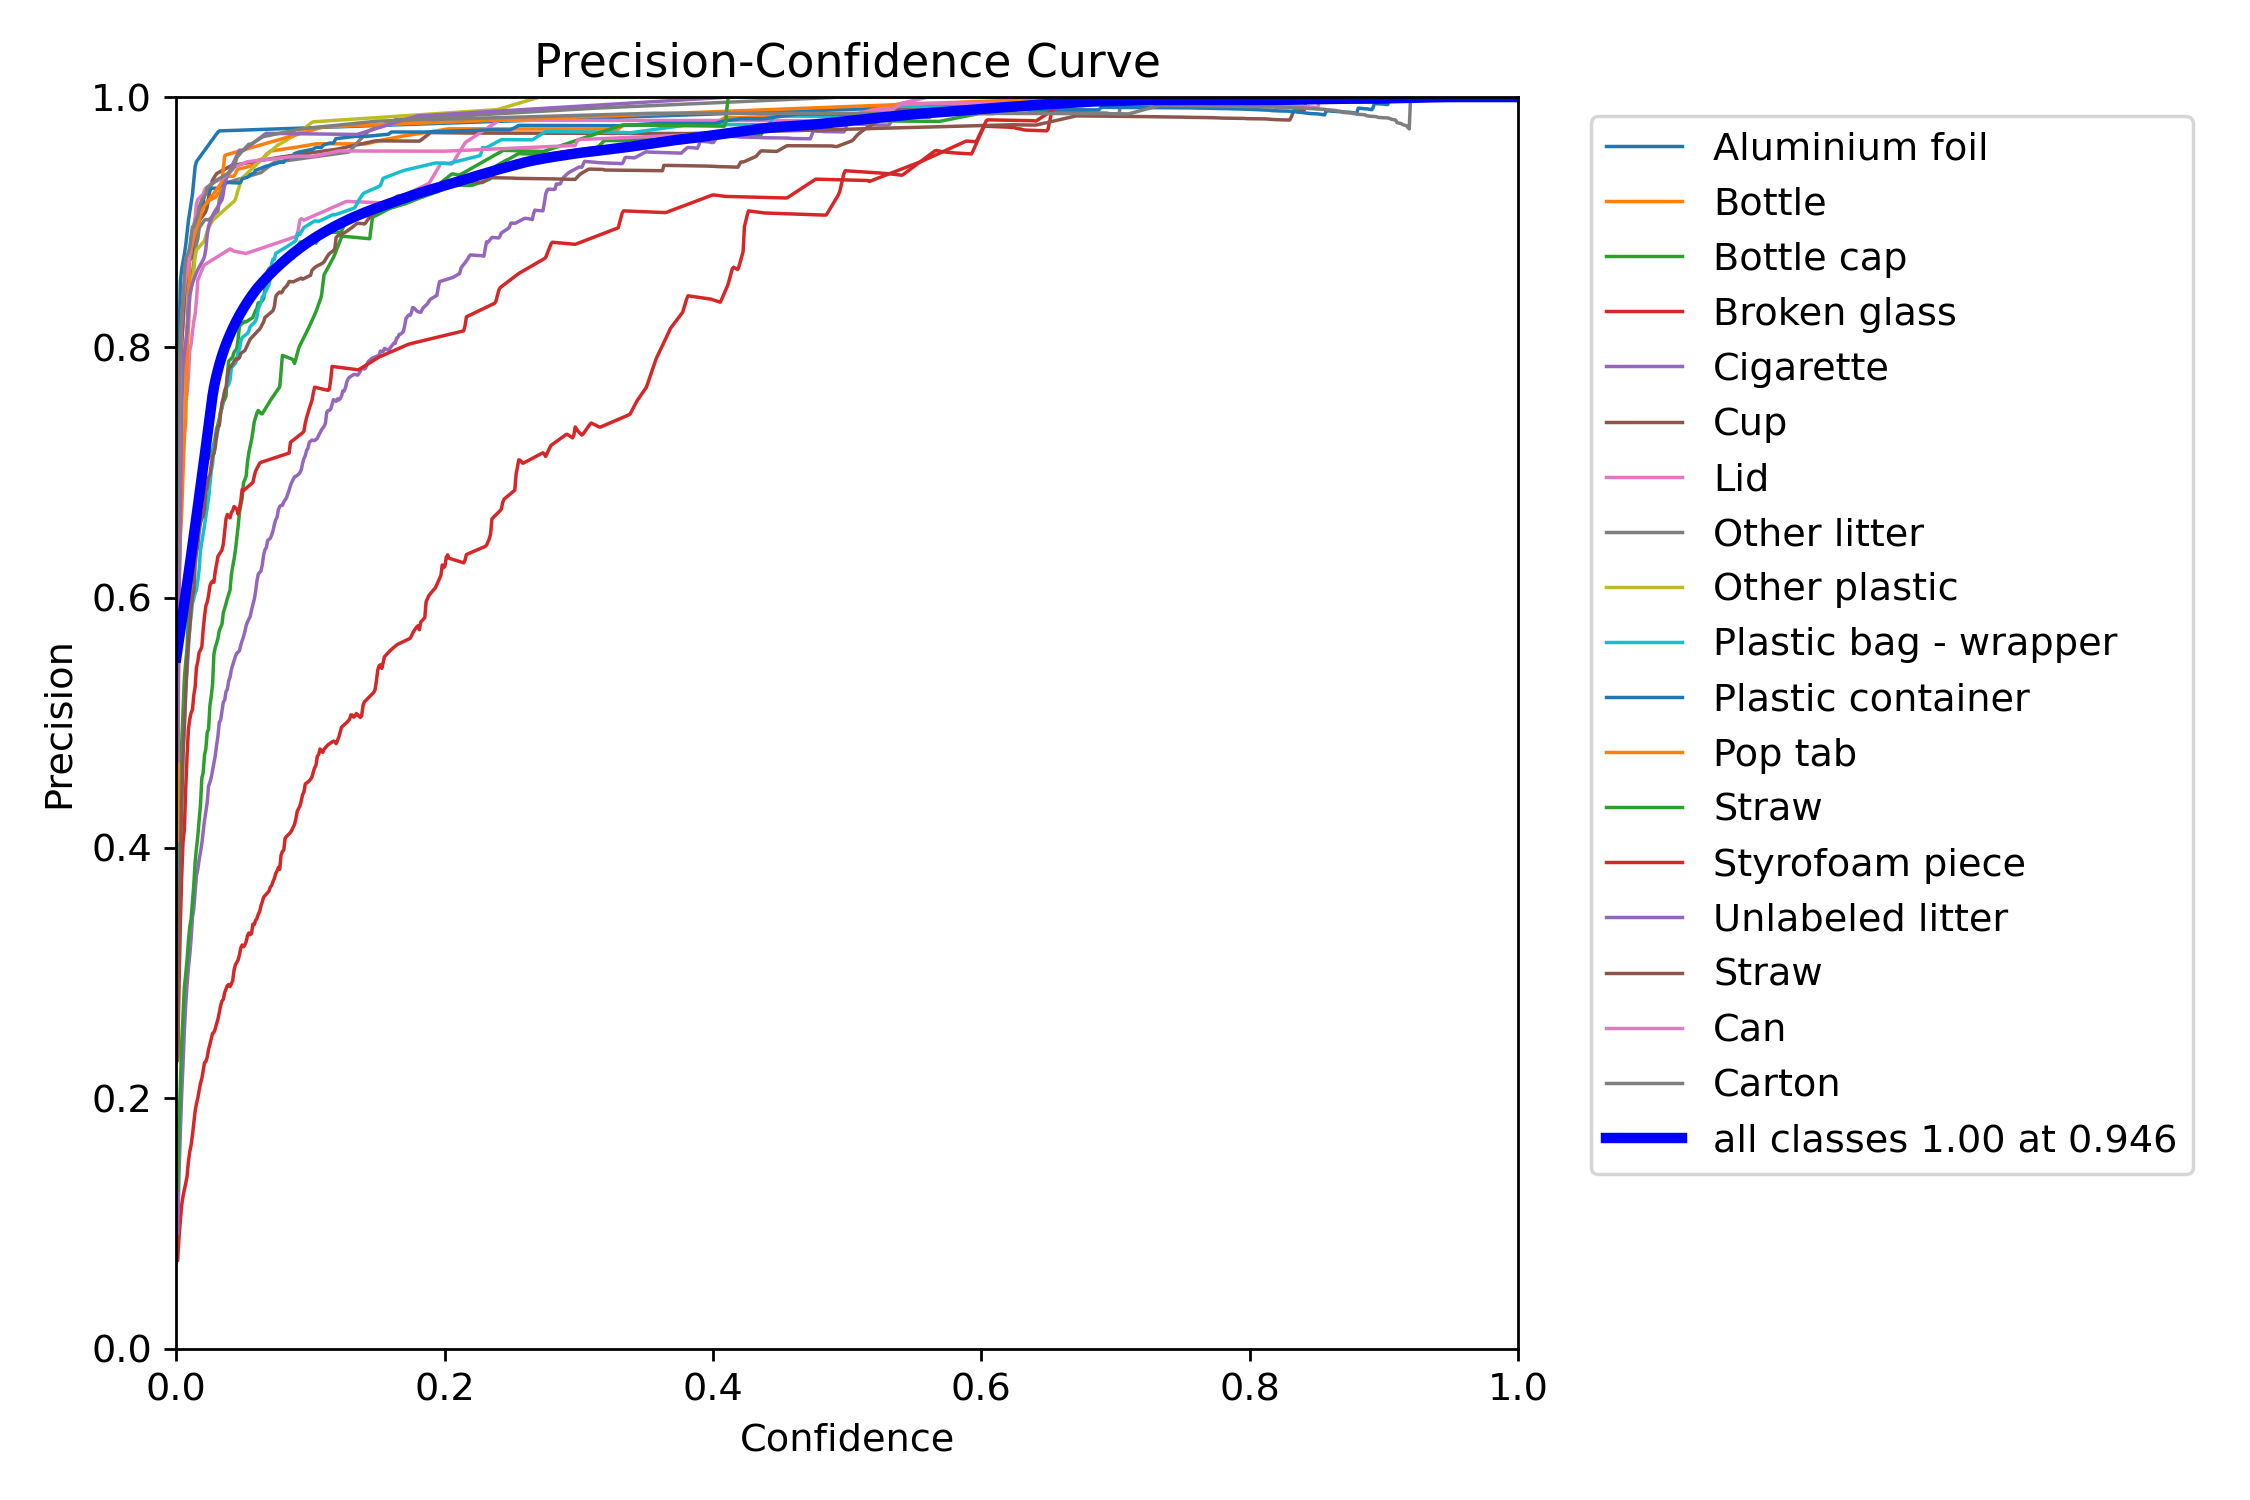 Precision-Confidence Curve
1.0
0.8
0.6
0.4
0.2
0.0
Precision
0.0 0.2 0.4 0.6 0.8 1.0
Confidence
Aluminium foil
Bottle
Bottle cap
Broken glass
Cigarette
Cup
Lid
Other litter
Other plastic
Plastic bag - wrapper
Plastic container
Pop tab
Straw
Styrofoam piece
Unlabeled litter
Straw
Can
Carton
all classes 1.00 at 0.946